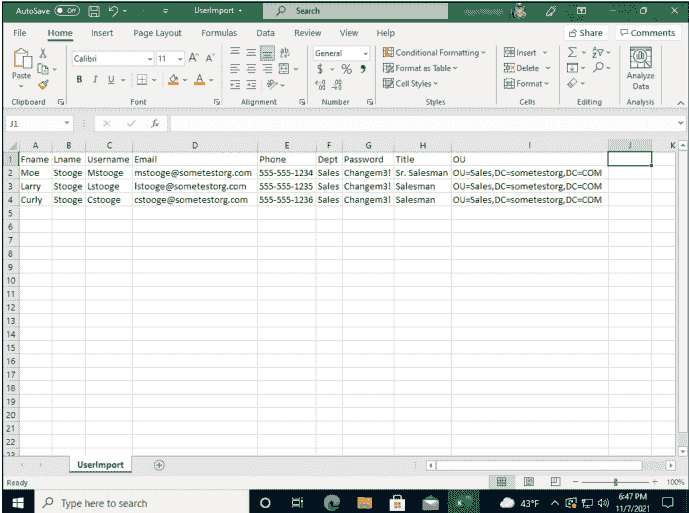 AutoSave Off UserImport Search
File Home Insert Page Layout Formulas Data Review View Help Share Comments
Paste
Calibri 11 A A
B I U A
General
$ % 9
Conditional Formatting
Format as Table
Cell Styles
Insert
Delete
Format
Analyze
Data
Clipboard Font Alignment Number Styles Cells Editing Analysis
J1 fx
A B C D E F G H I J K
1 Fname Lname Username Email Phone Dept Password Title OU
2 Moe Stooge Mstooge mstooge@sometestorg.com 555-555-1234 Sales Changem3! Sr. Salesman OU=Sales,DC=sometestorg,DC=COM
3 Larry Stooge Lstooge lstooge@sometestorg.com 555-555-1235 Sales Changem3! Salesman OU=Sales,DC=sometestorg,DC=COM
4 Curly Stooge Cstooge cstooge@sometestorg.com 555-555-1236 Sales Changem3! Salesman OU=Sales,DC=sometestorg,DC=COM
5
6
7
8
9
10
11
12
13
14
15
16
17
18
19
20
21
22
23
UserImport
Ready 100%
Type here to search 43°F 6:47 PM
11/7/2021